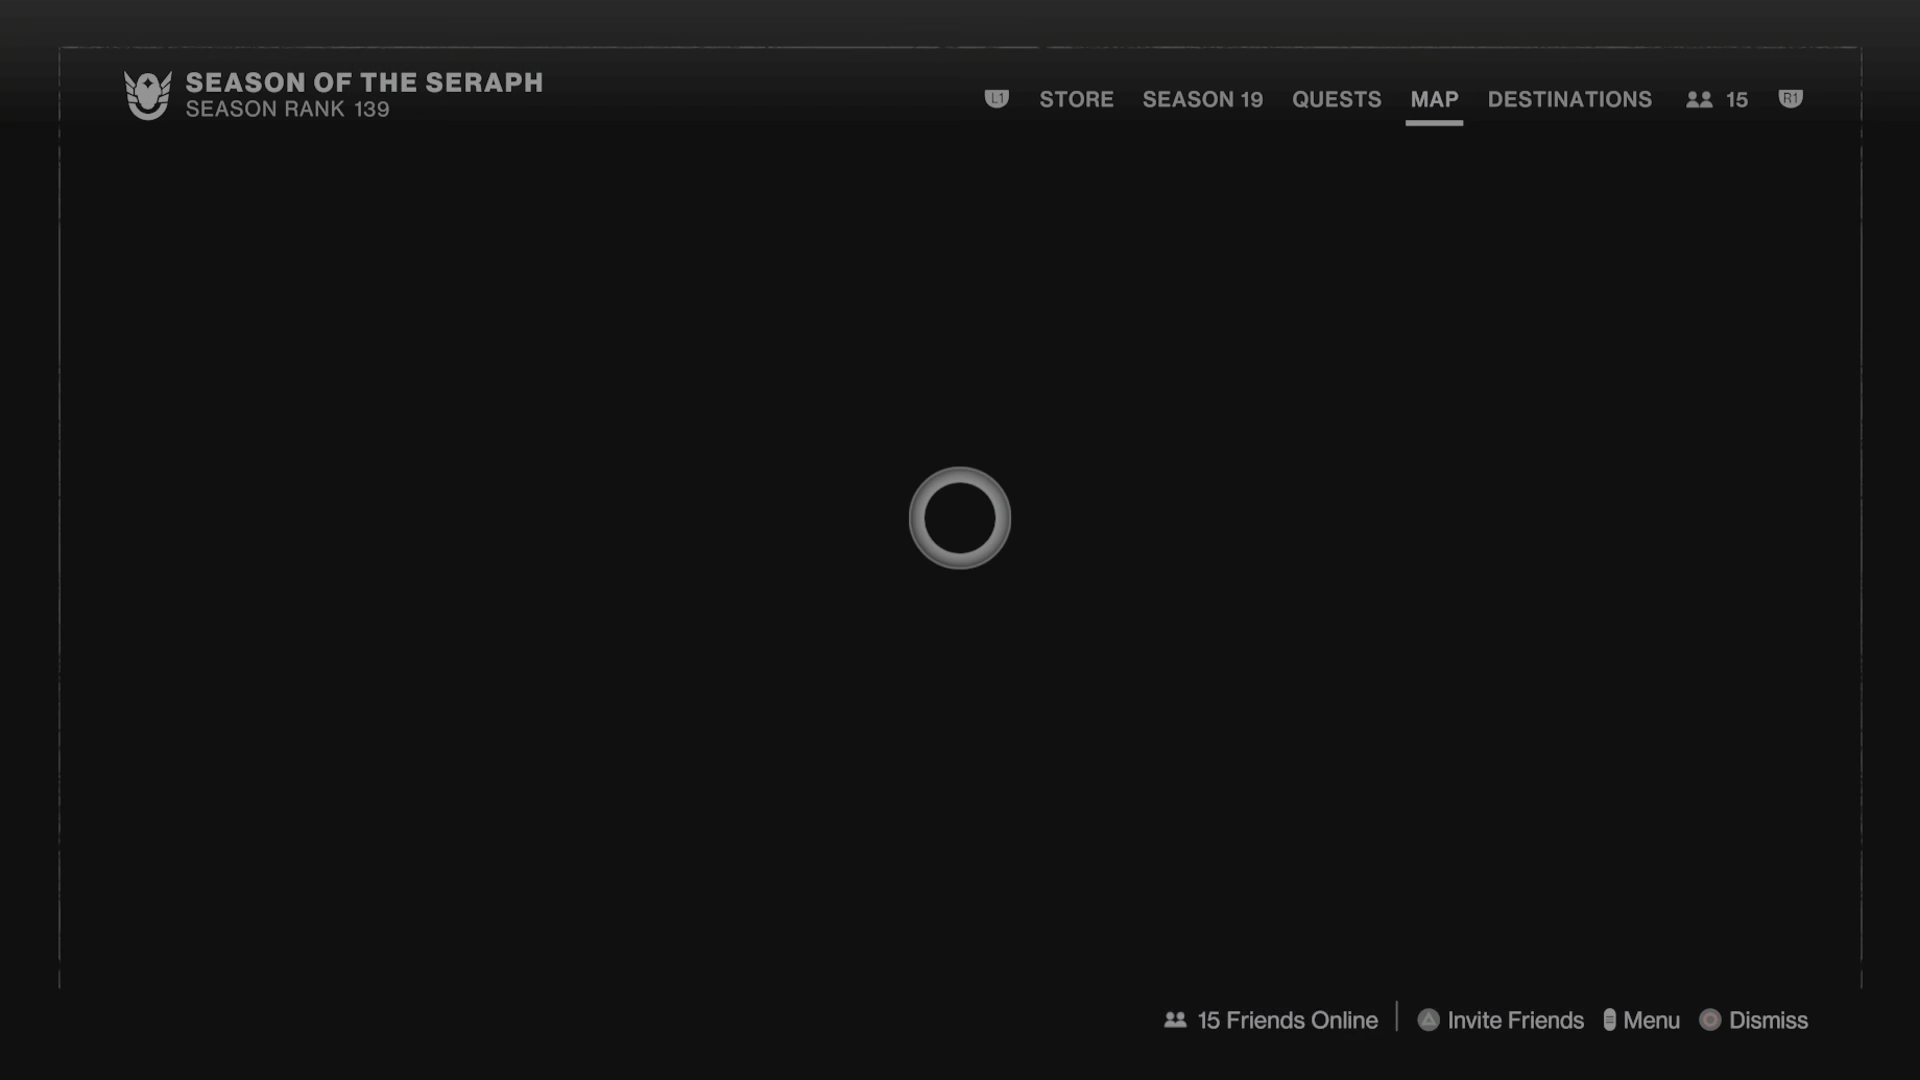 SEASON OF THE SERAPH
SEASON RANK 139
L1 STORE SEASON 19 QUESTS MAP DESTINATIONS 15 R1
15 Friends Online Invite Friends Menu Dismiss